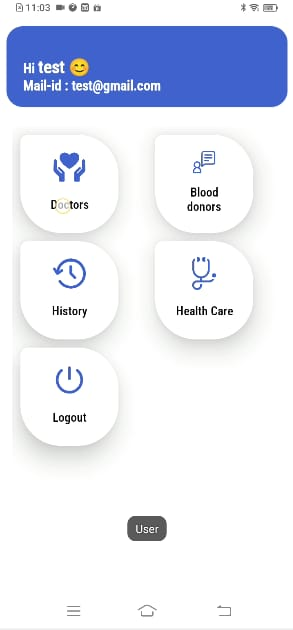 11:03
Hi test 😊
Mail-id : test@gmail.com
Doctors
Blood
donors
History
Health Care
Logout
User